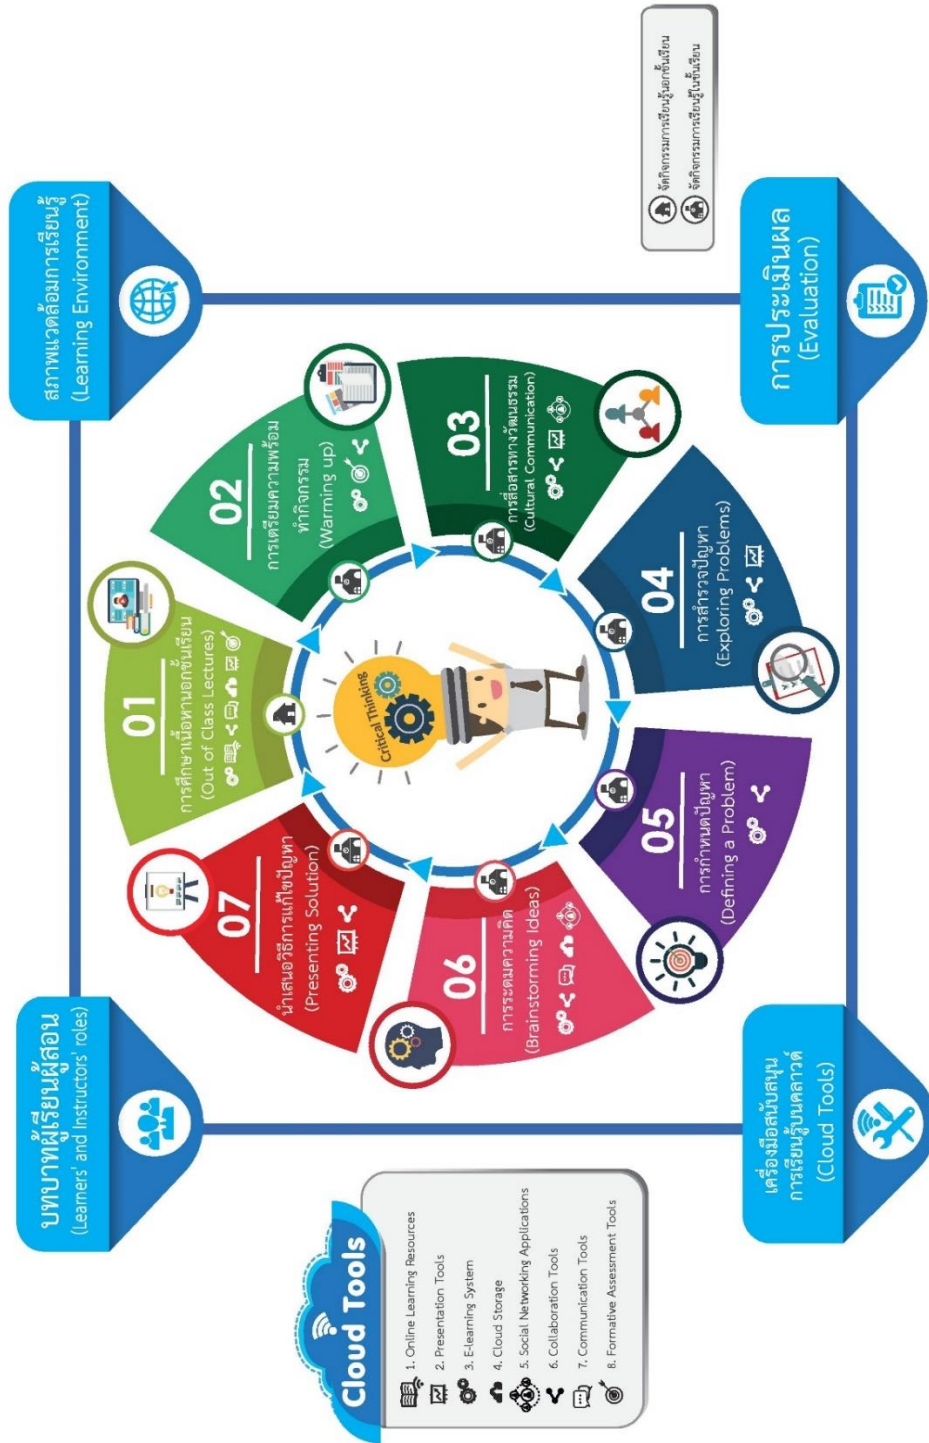 บทบาทผู้เรียนผู้สอน
(Learners' and Instructors' roles)
สภาพแวดล้อมการเรียนรู้
(Learning Environment)
01
การศึกษาเนื้อหานอกชั้นเรียน
(Out of Class Lectures)
02
การเตรียมความพร้อม
ทำกิจกรรม
(Warming up)
03
การสื่อสารทางวัฒนธรรม
(Cultural Communication)
04
การสำรวจปัญหา
(Exploring Problems)
05
การกำหนดปัญหา
(Defining a Problem)
06
การระดมความคิด
(Brainstorming Ideas)
07
นำเสนอวิธีการแก้ไขปัญหา
(Presenting Solution)
Critical Thinking
Cloud Tools
1. Online Learning Resources
2. Presentation Tools
3. E-learning System
4. Cloud Storage
5. Social Networking Applications
6. Collaboration Tools
7. Communication Tools
8. Formative Assessment Tools
จัดกิจกรรมการเรียนรู้นอกชั้นเรียน
จัดกิจกรรมการเรียนรู้ในชั้นเรียน
เครื่องมือสนับสนุน
การเรียนรู้บนคลาวด์
(Cloud Tools)
การประเมินผล
(Evaluation)